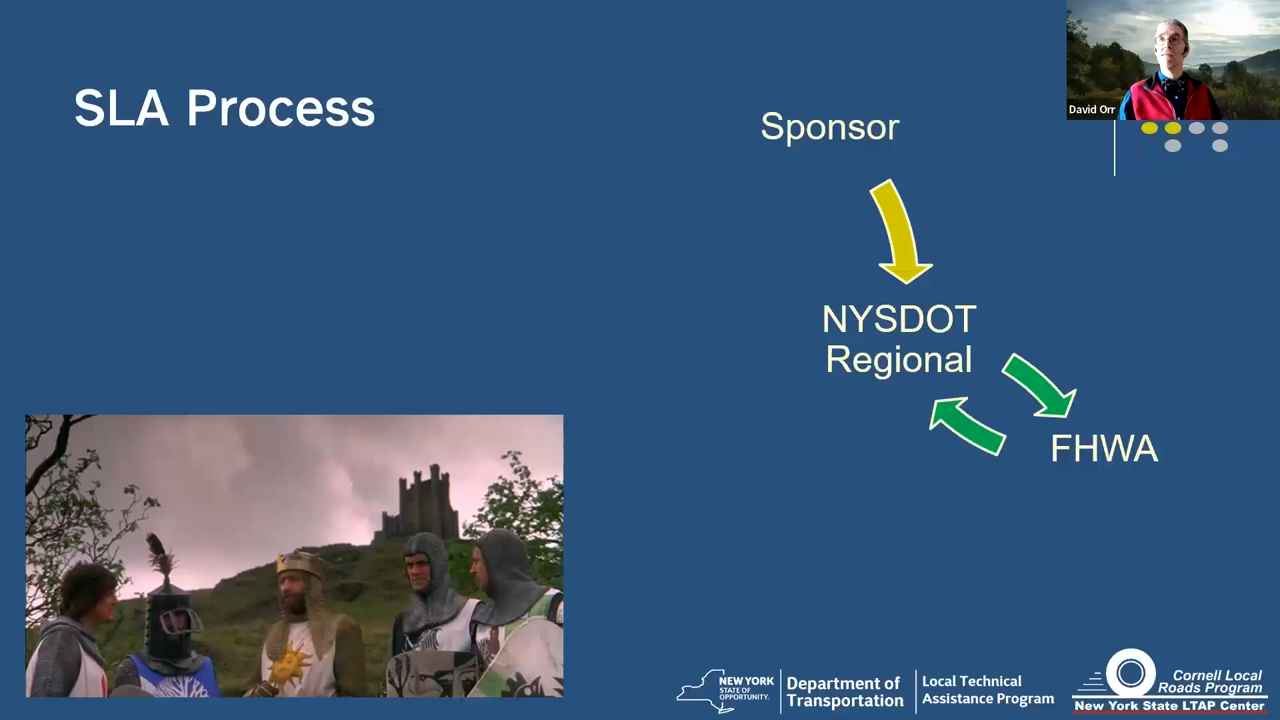 SLA Process
Sponsor
David Orr
NYSDOT
Regional
FHWA
NEW YORK
STATE OF
OPPORTUNITY.
Department of
Transportation
Local Technical
Assistance Program
Cornell Local
Roads Program
New York State LTAP Center